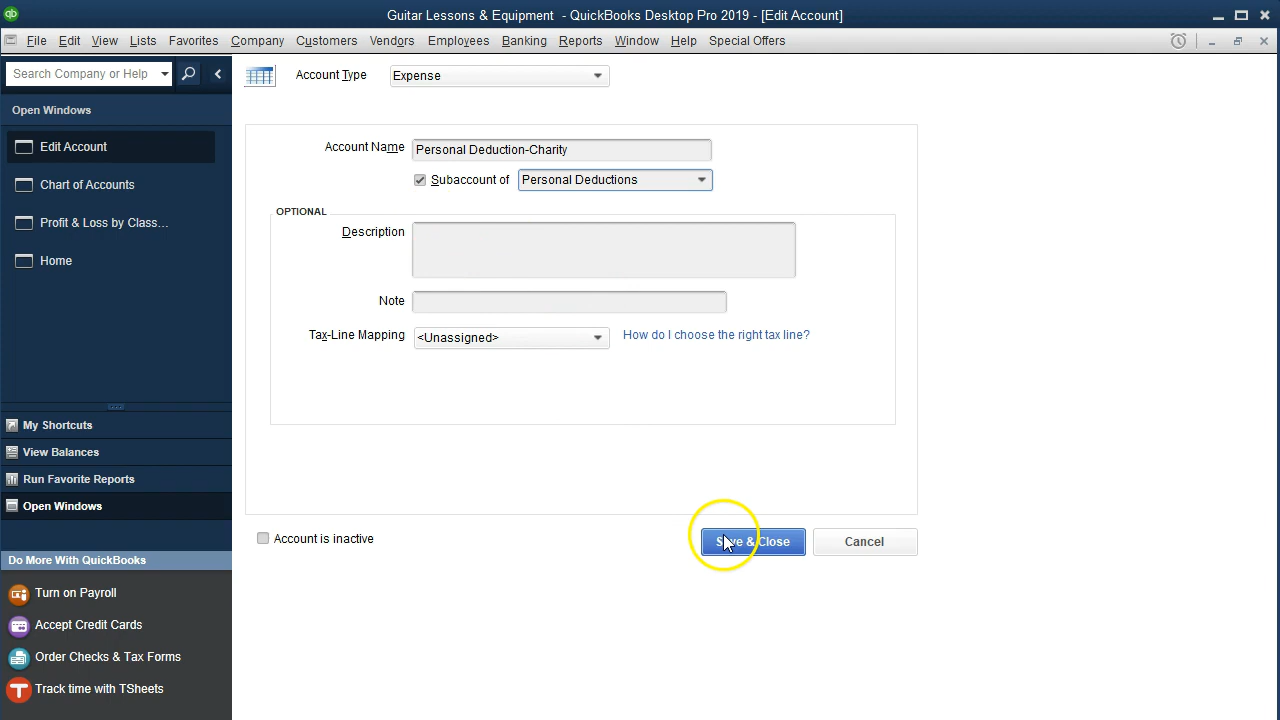 Guitar Lessons & Equipment - QuickBooks Desktop Pro 2019 - [Edit Account]
File Edit View Lists Favorites Company Customers Vendors Employees Banking Reports Window Help Special Offers
Search Company or Help
Open Windows
Edit Account
Chart of Accounts
Profit & Loss by Class...
Home
My Shortcuts
View Balances
Run Favorite Reports
Open Windows
Do More With QuickBooks
Turn on Payroll
Accept Credit Cards
Order Checks & Tax Forms
Track time with TSheets
Account Type Expense
Account Name Personal Deduction-Charity
Subaccount of Personal Deductions
OPTIONAL
Description
Note
Tax-Line Mapping <Unassigned> How do I choose the right tax line?
Account is inactive
Save & Close Cancel